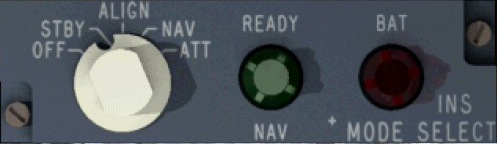 ALIGN
STBY NAV
OFF ATT
READY
NAV
BAT
INS
MODE SELECT